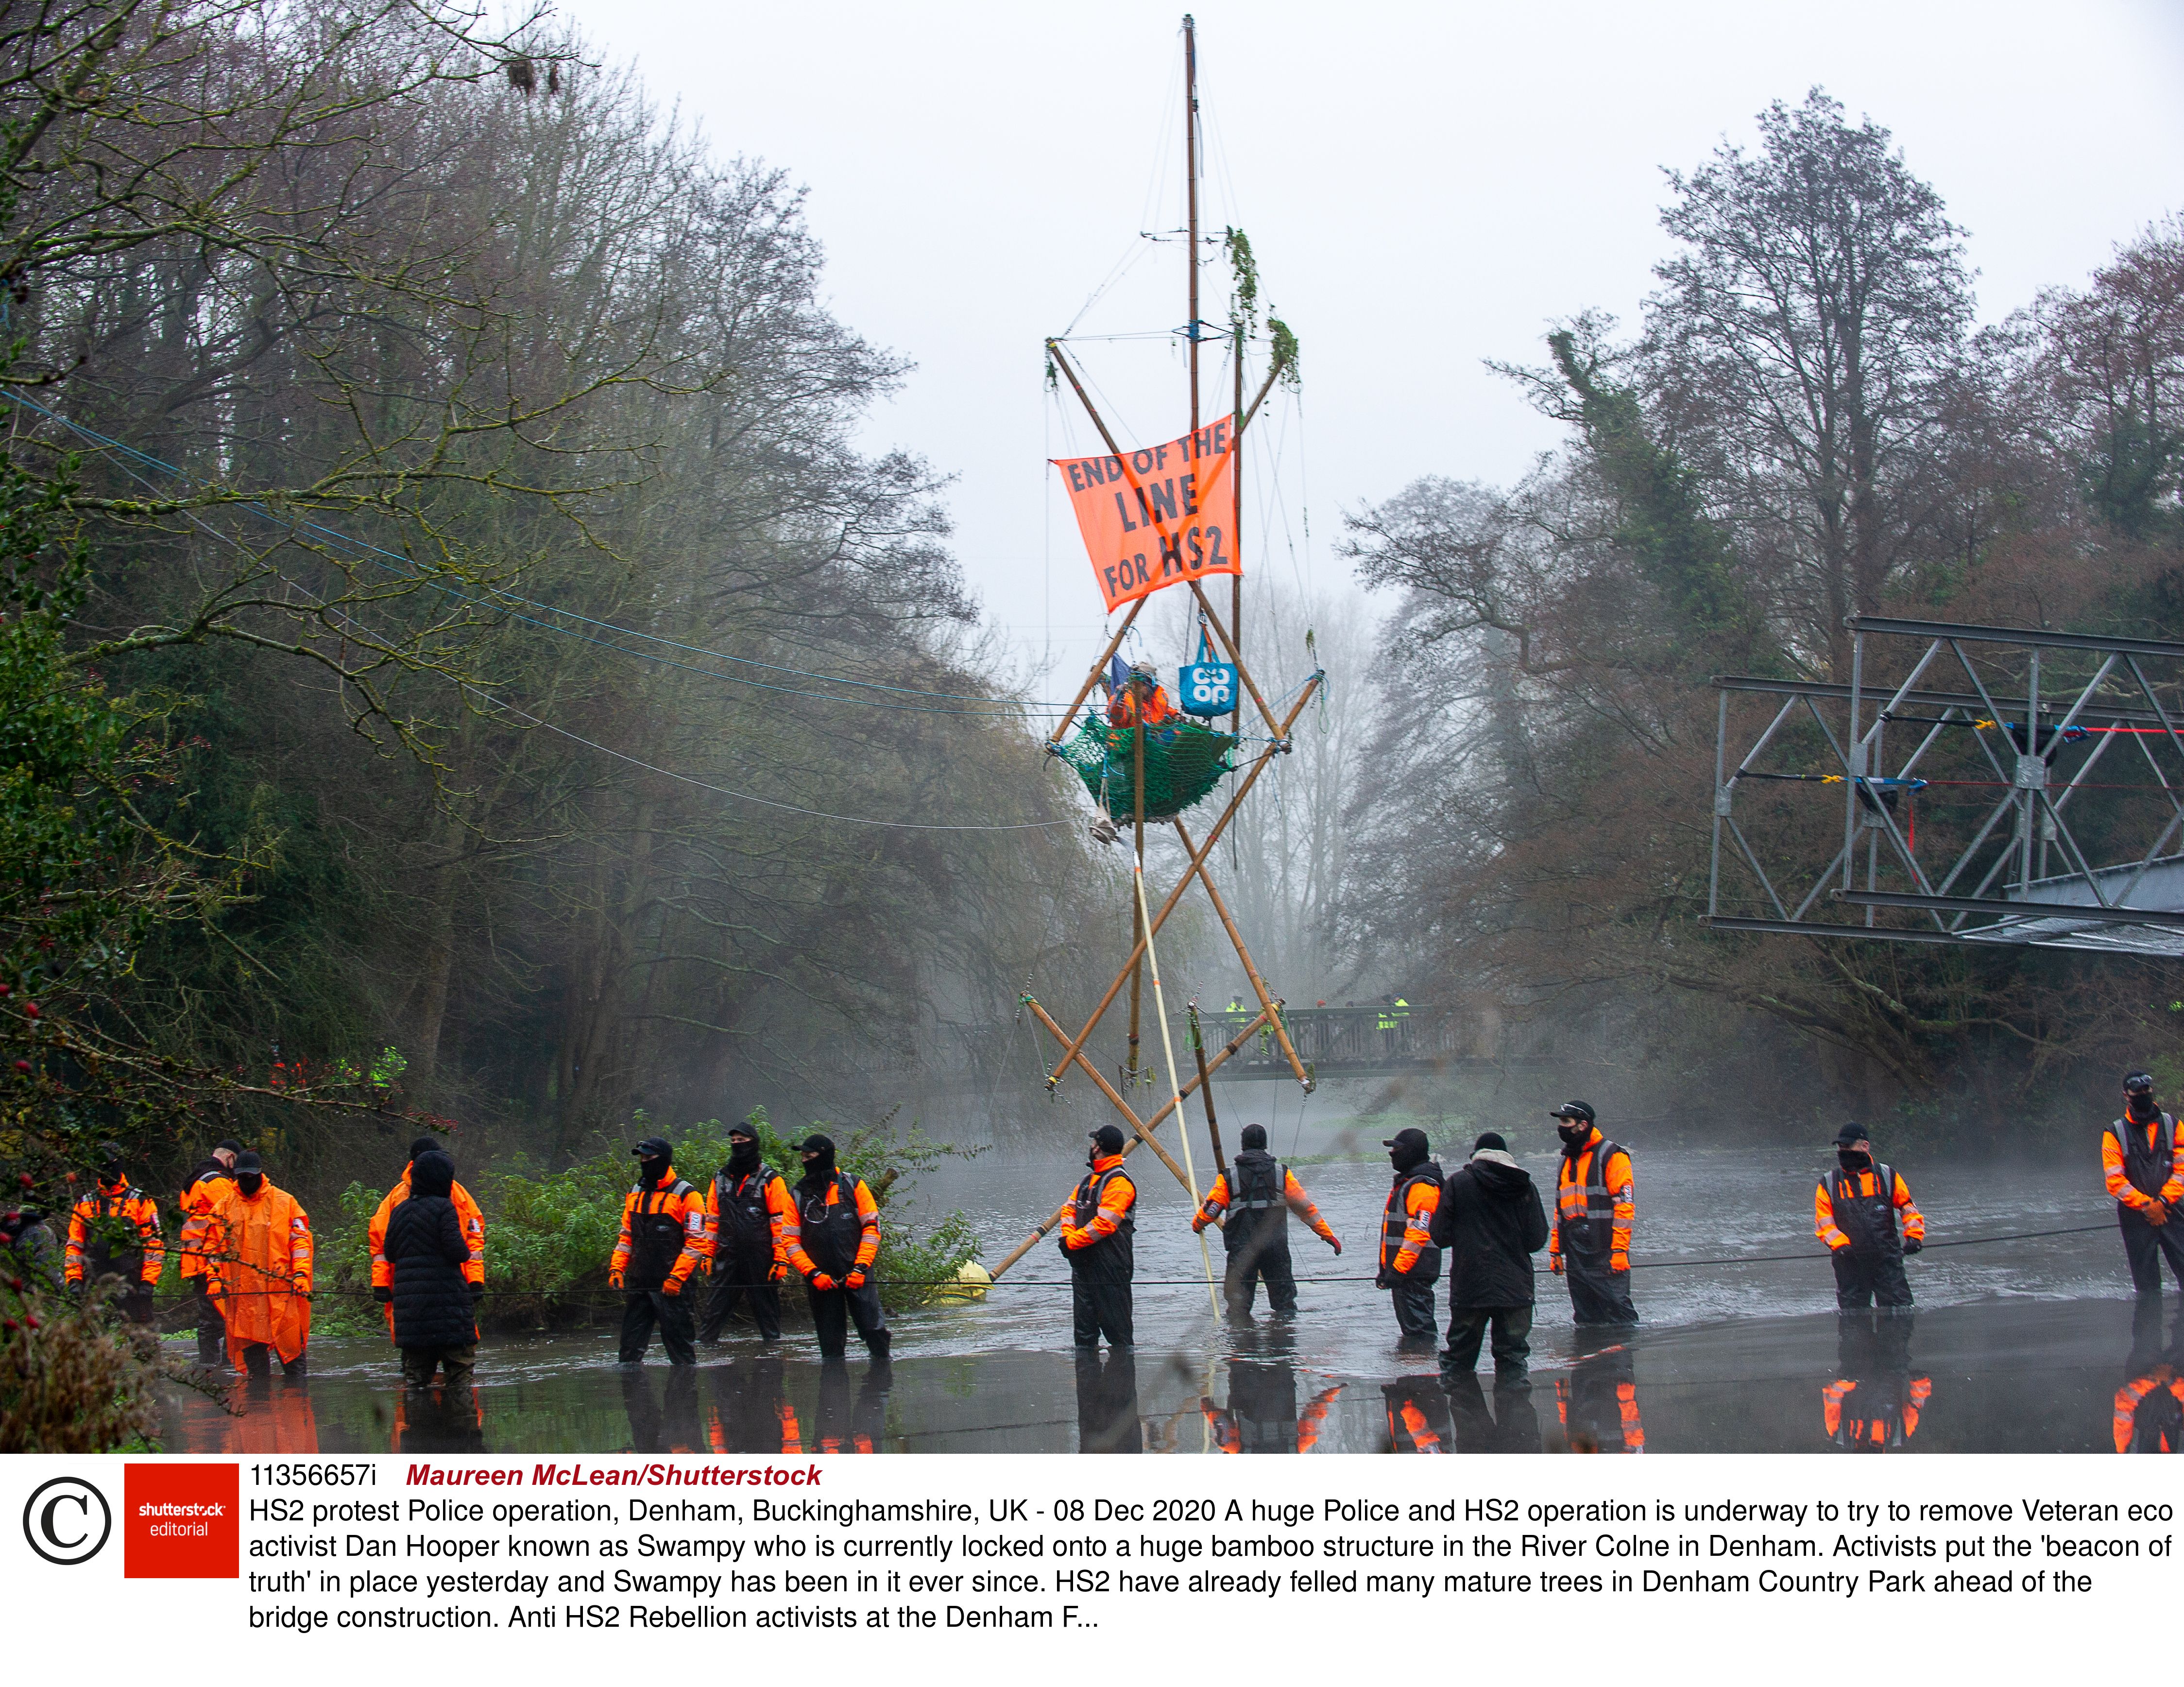 END OF THE
LINE
FOR HS2
CO
OP
©
shutterstock
editorial
11356657i Maureen McLean/Shutterstock
HS2 protest Police operation, Denham, Buckinghamshire, UK - 08 Dec 2020 A huge Police and HS2 operation is underway to try to remove Veteran eco
activist Dan Hooper known as Swampy who is currently locked onto a huge bamboo structure in the River Colne in Denham. Activists put the 'beacon of
truth' in place yesterday and Swampy has been in it ever since. HS2 have already felled many mature trees in Denham Country Park ahead of the
bridge construction. Anti HS2 Rebellion activists at the Denham F...